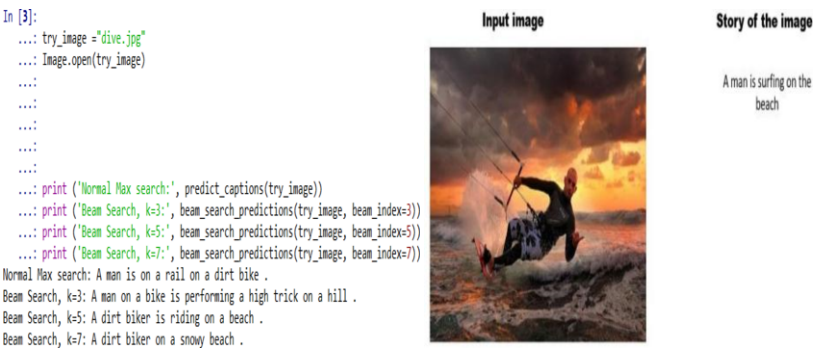 In [3]:
...: try_image ="dive.jpg"
...: Image.open(try_image)
...:
...:
...:
...:
...:
...: print ('Normal Max search:', predict_captions(try_image))
...: print ('Beam Search, k=3:', beam_search_predictions(try_image, beam_index=3))
...: print ('Beam Search, k=5:', beam_search_predictions(try_image, beam_index=5))
...: print ('Beam Search, k=7:', beam_search_predictions(try_image, beam_index=7))
Normal Max search: A man is on a rail on a dirt bike .
Beam Search, k=3: A man on a bike is performing a high trick on a hill .
Beam Search, k=5: A dirt biker is riding on a beach .
Beam Search, k=7: A dirt biker on a snowy beach .
Input image
Story of the image
A man is surfing on the
beach